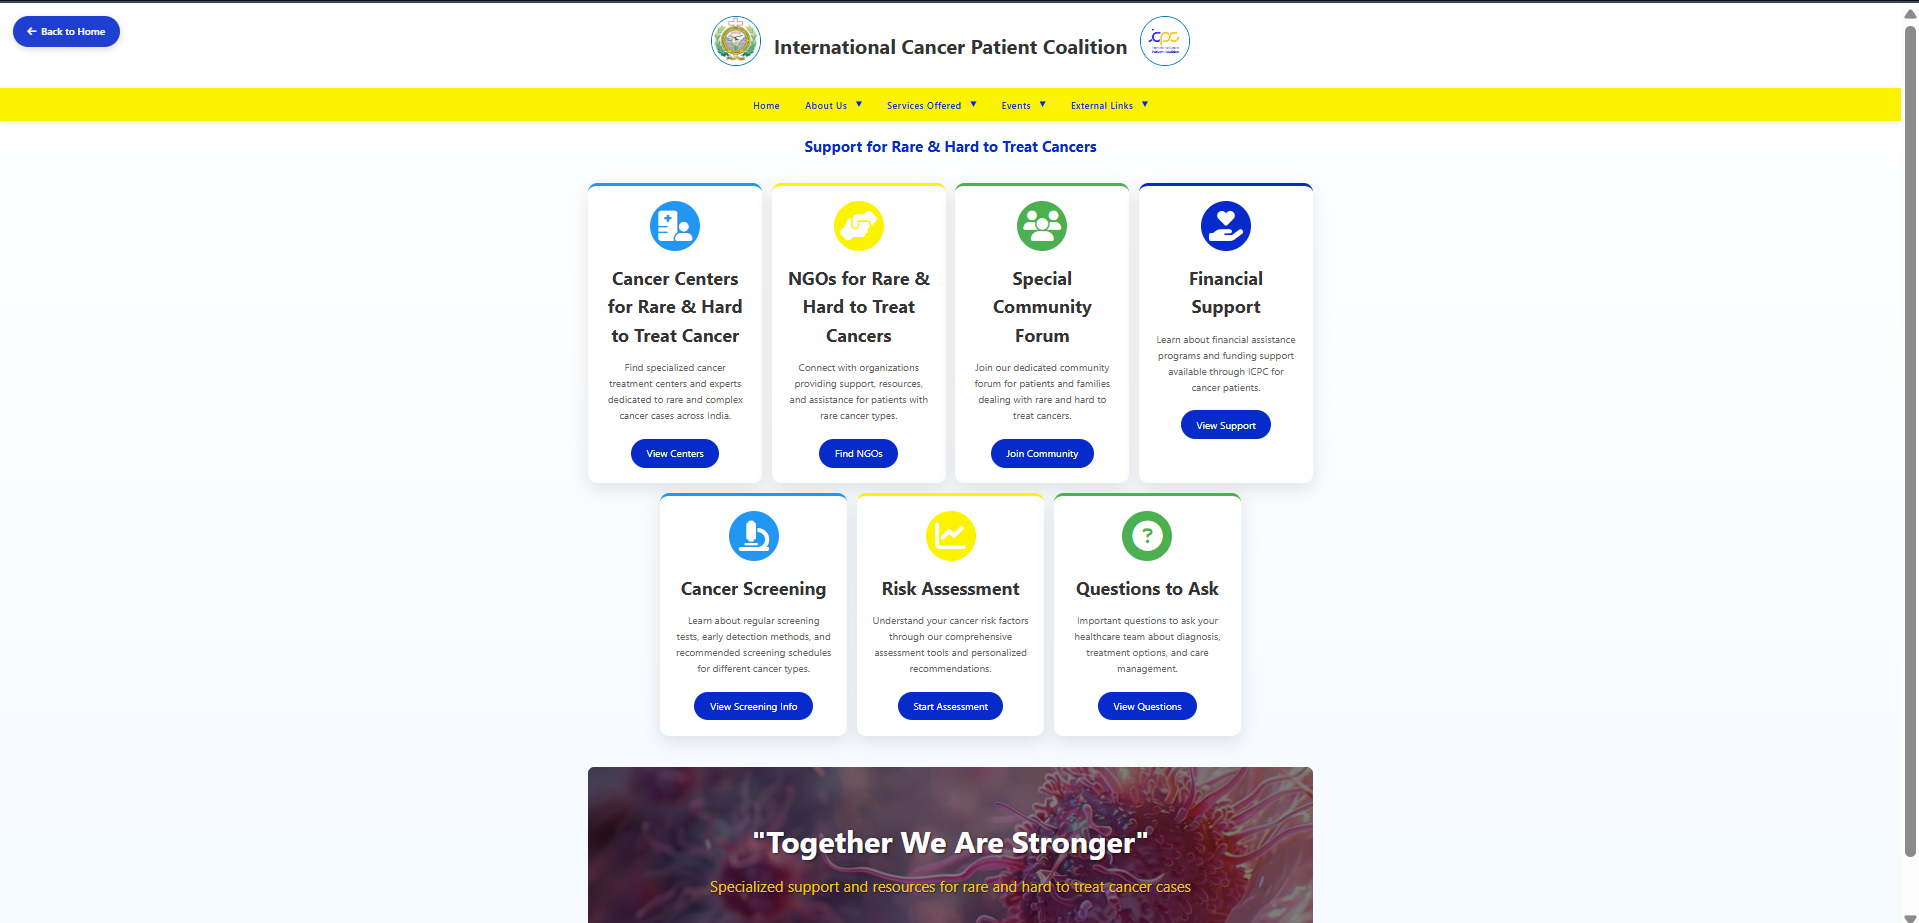 Back to Home
International Cancer Patient Coalition
Home
About Us
Services Offered
Events
External Links
Support for Rare & Hard to Treat Cancers
Cancer Centers
for Rare & Hard
to Treat Cancer
Find specialized cancer
treatment centers and experts
dedicated to rare and complex
cancer cases across India.
View Centers
NGOs for Rare &
Hard to Treat
Cancers
Connect with organizations
providing support, resources,
and assistance for patients with
rare cancer types.
Find NGOs
Special
Community
Forum
Join our dedicated community
forum for patients and families
dealing with rare and hard to
treat cancers.
Join Community
Financial
Support
Learn about financial assistance
programs and funding support
available through ICPC for
cancer patients.
View Support
Cancer Screening
Learn about regular screening
tests, early detection methods, and
recommended screening schedules
for different cancer types.
View Screening Info
Risk Assessment
Understand your cancer risk factors
through our comprehensive
assessment tools and personalized
recommendations.
Start Assessment
?
Questions to Ask
Important questions to ask your
healthcare team about diagnosis,
treatment options, and care
management.
View Questions
"Together We Are Stronger"
Specialized support and resources for rare and hard to treat cancer cases